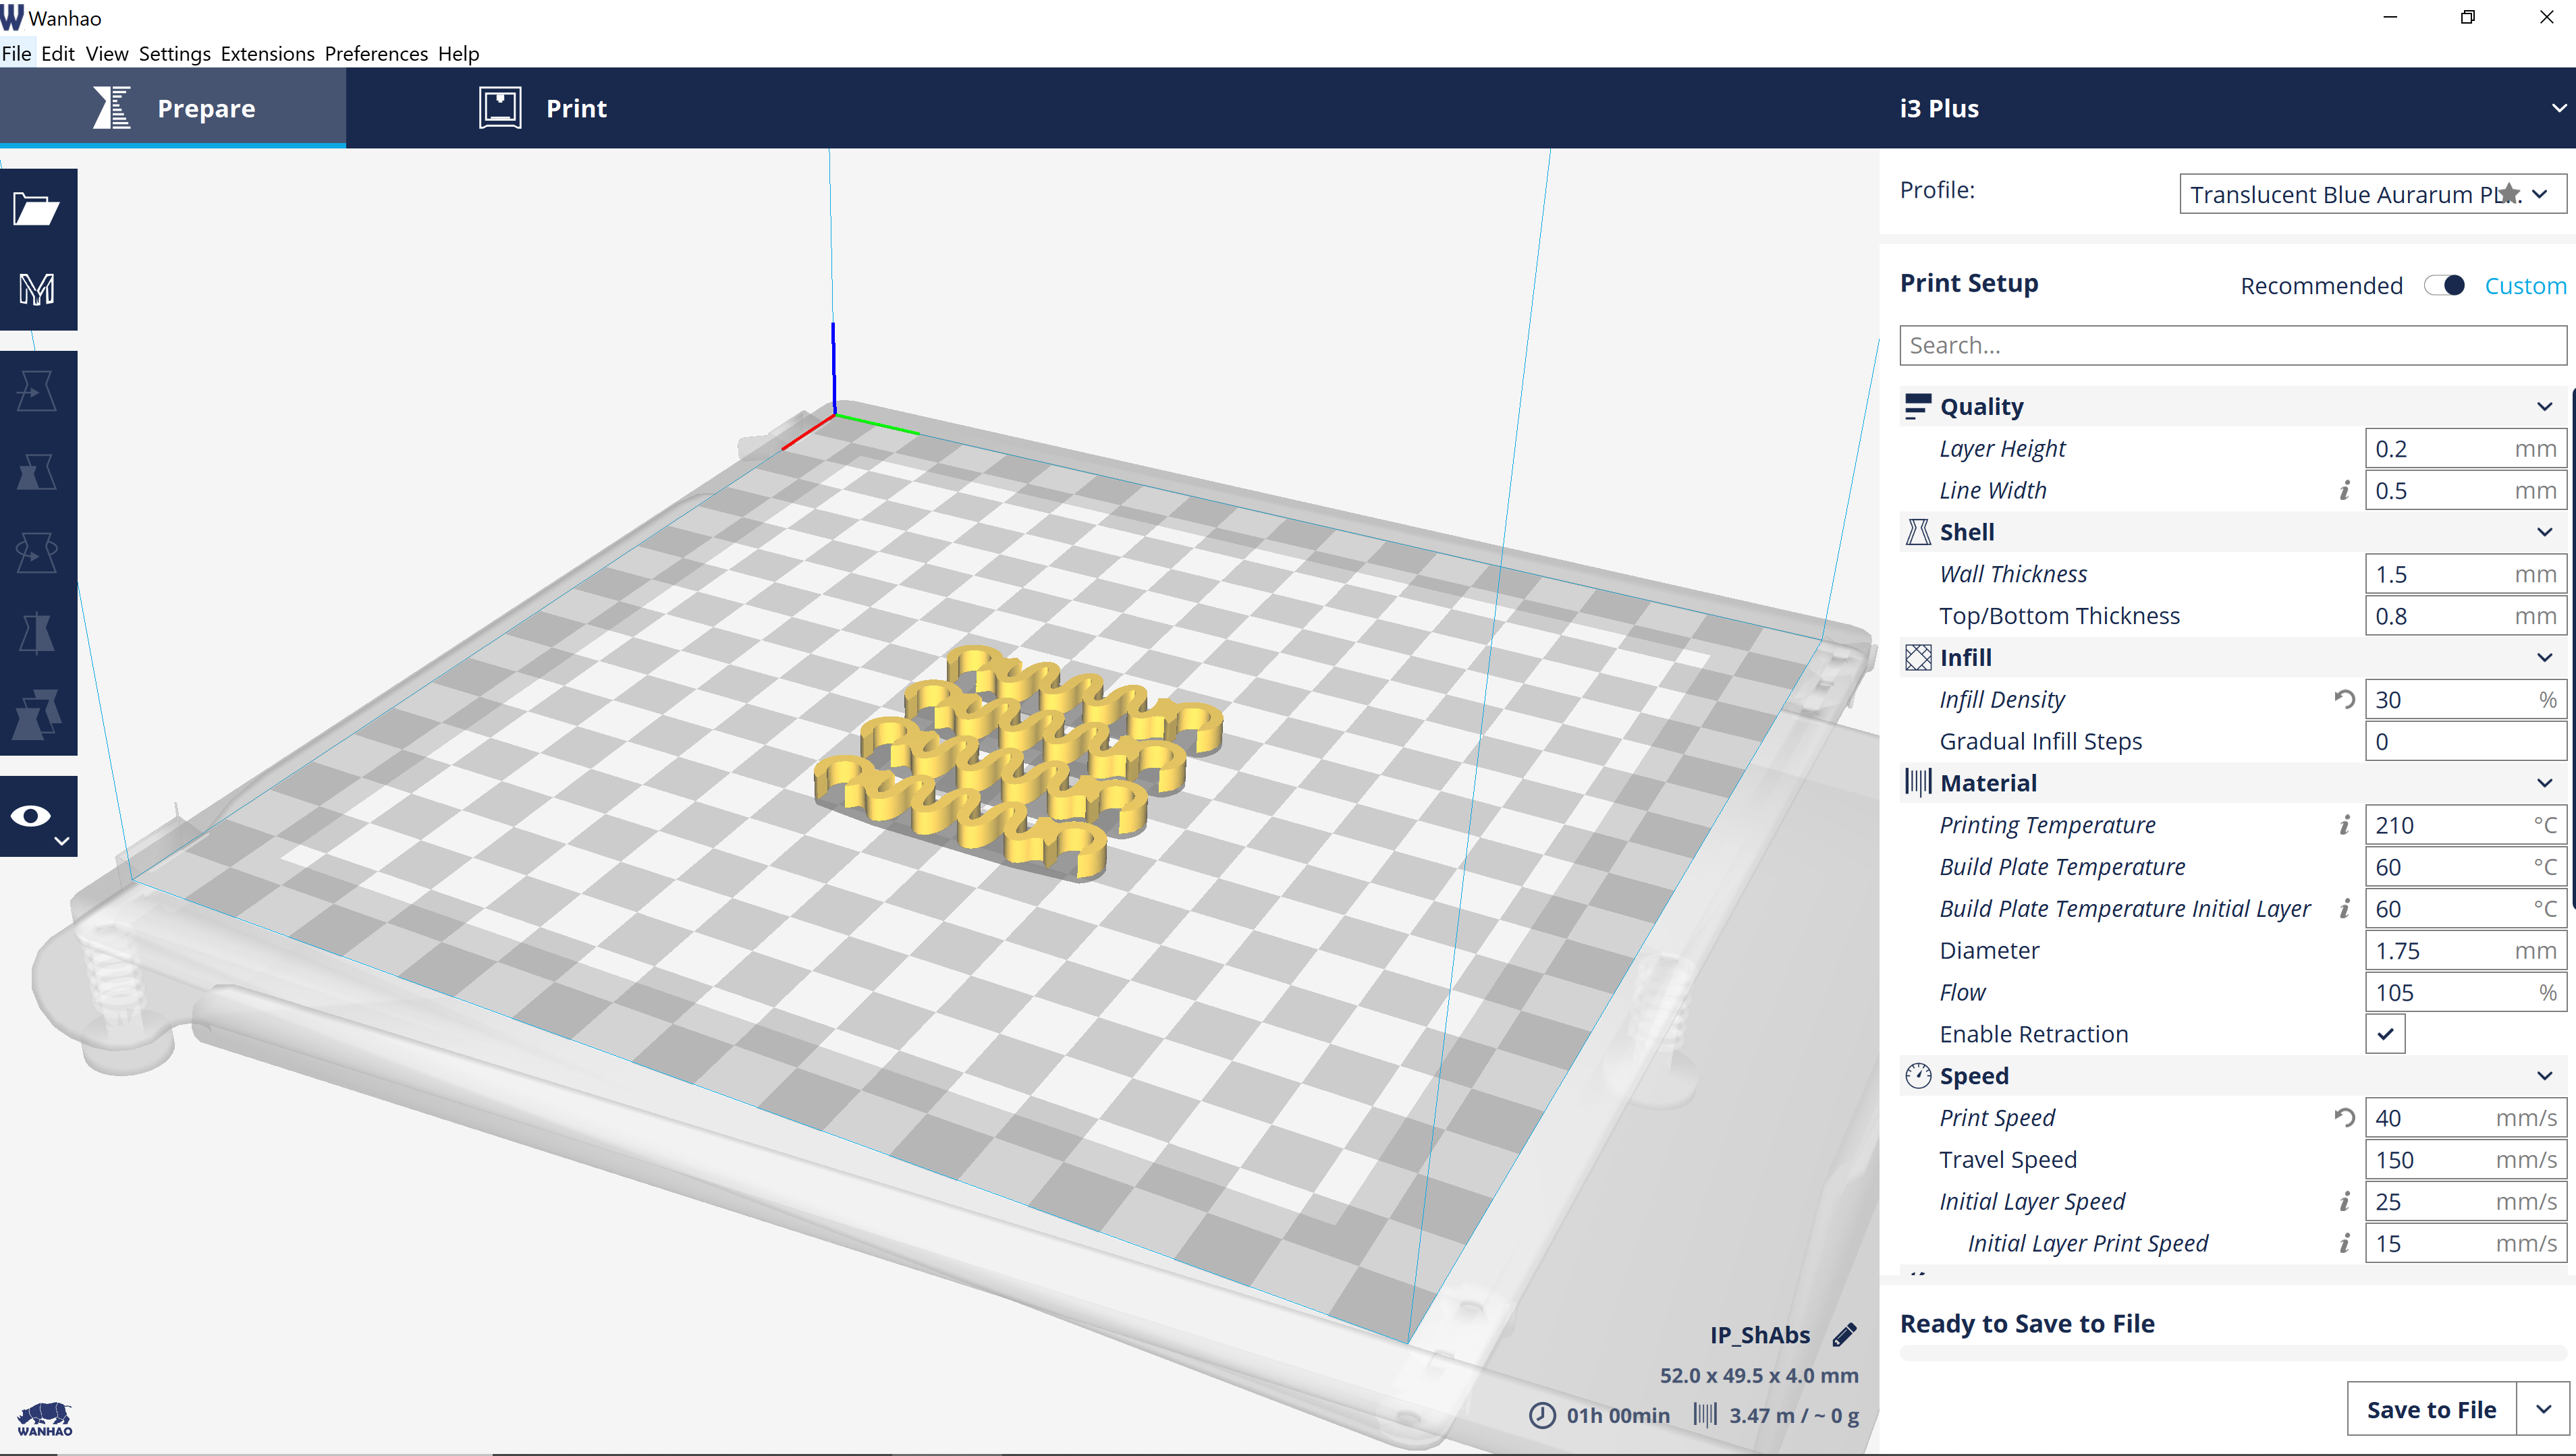 Wanhao
File Edit View Settings Extensions Preferences Help
Prepare
Print
i3 Plus
Profile:
Translucent Blue Aurarum PL...
Print Setup
Recommended
Custom
Search...
Quality
Layer Height 0.2 mm
Line Width i 0.5 mm
Shell
Wall Thickness 1.5 mm
Top/Bottom Thickness 0.8 mm
Infill
Infill Density 30 %
Gradual Infill Steps 0
Material
Printing Temperature i 210 °C
Build Plate Temperature 60 °C
Build Plate Temperature Initial Layer i 60 °C
Diameter 1.75 mm
Flow 105 %
Enable Retraction
Speed
Print Speed 40 mm/s
Travel Speed 150 mm/s
Initial Layer Speed i 25 mm/s
Initial Layer Print Speed i 15 mm/s
IP_ShAbs
52.0 x 49.5 x 4.0 mm
01h 00min 3.47 m / ~ 0 g
Ready to Save to File
Save to File
WANHAO